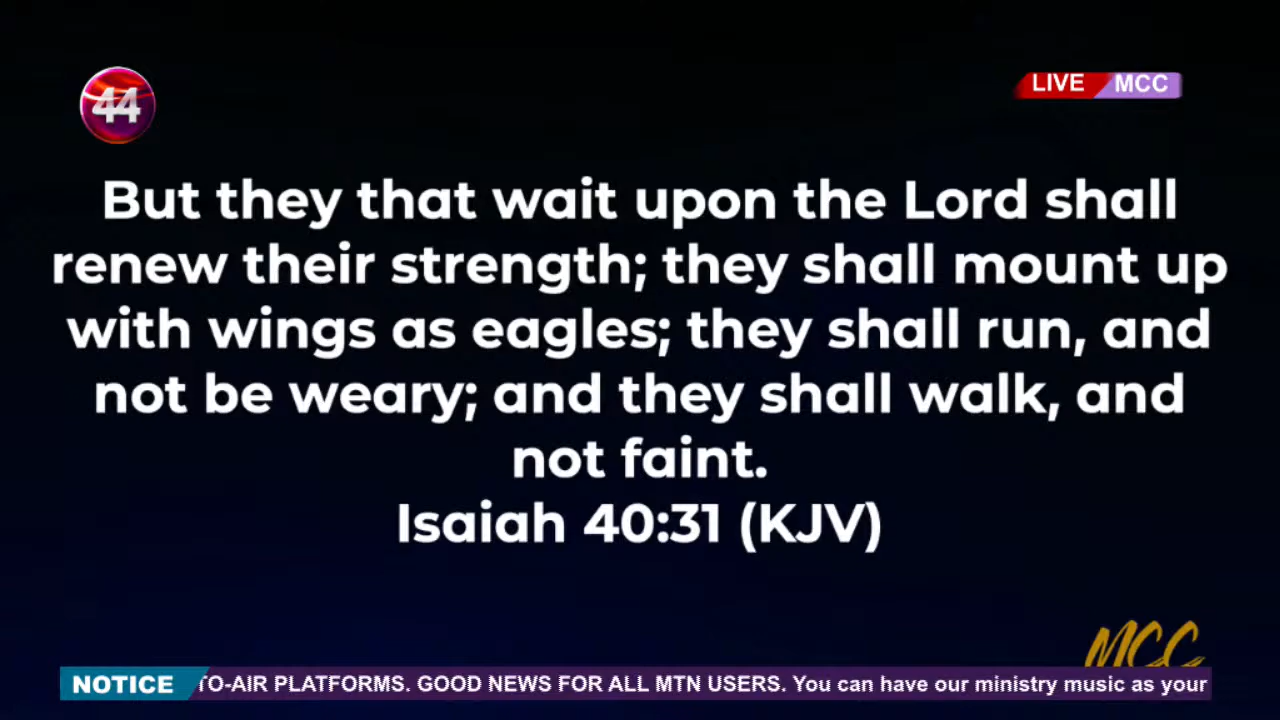 44
LIVE MCC
But they that wait upon the Lord shall
renew their strength; they shall mount up
with wings as eagles; they shall run, and
not be weary; and they shall walk, and
not faint.
Isaiah 40:31 (KJV)
MCC
NOTICE TO-AIR PLATFORMS. GOOD NEWS FOR ALL MTN USERS. You can have our ministry music as your